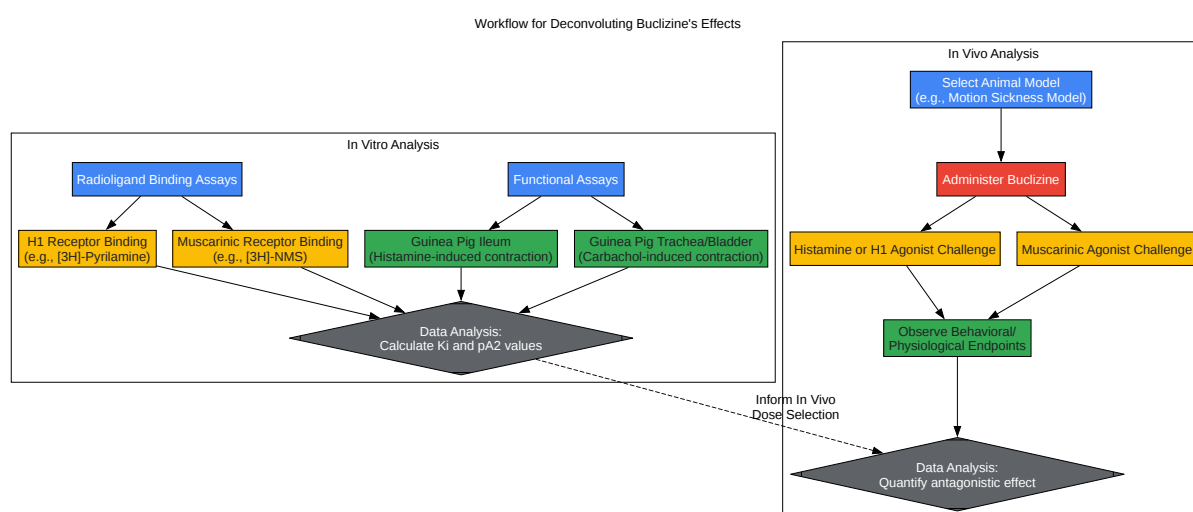 Workflow for Deconvoluting Buclizine's Effects
In Vitro Analysis
Radioligand Binding Assays
Functional Assays
H1 Receptor Binding
(e.g., [3H]-Pyrilamine)
Muscarinic Receptor Binding
(e.g., [3H]-NMS)
Guinea Pig Ileum
(Histamine-induced contraction)
Guinea Pig Trachea/Bladder
(Carbachol-induced contraction)
Data Analysis:
Calculate Ki and pA2 values
Inform In Vivo
Dose Selection
In Vivo Analysis
Select Animal Model
(e.g., Motion Sickness Model)
Administer Buclizine
Histamine or H1 Agonist Challenge
Muscarinic Agonist Challenge
Observe Behavioral/
Physiological Endpoints
Data Analysis:
Quantify antagonistic effect